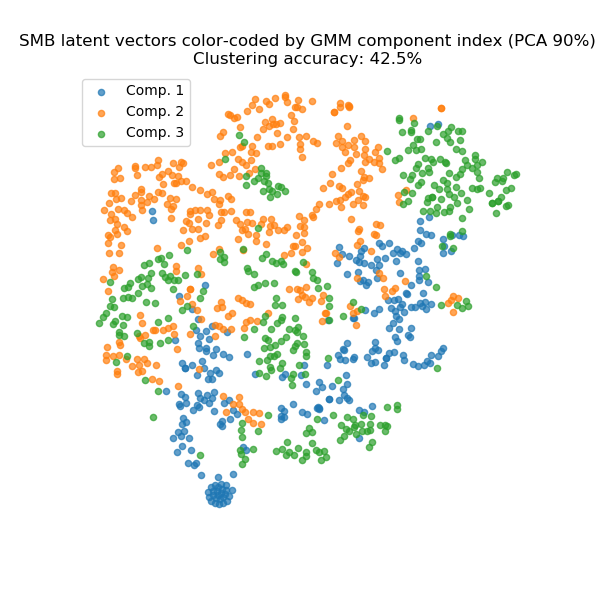 SMB latent vectors color-coded by GMM component index (PCA 90%)
Clustering accuracy: 42.5%
Comp. 1
Comp. 2
Comp. 3